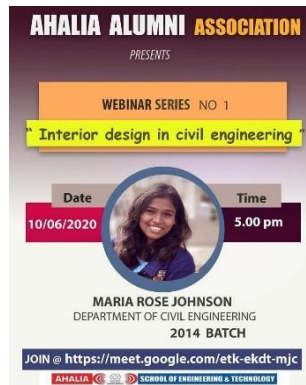 AHALIA ALUMNI ASSOCIATION
PRESENTS
WEBINAR SERIES NO 1
" Interior design in civil engineering "
Date
Time
10/06/2020
5.00 pm
MARIA ROSE JOHNSON
DEPARTMENT OF CIVIL ENGINEERING
2014 BATCH
JOIN @ https://meet.google.com/etk-ekdt-mjc
AHALIA SCHOOL OF ENGINEERING & TECHNOLOGY